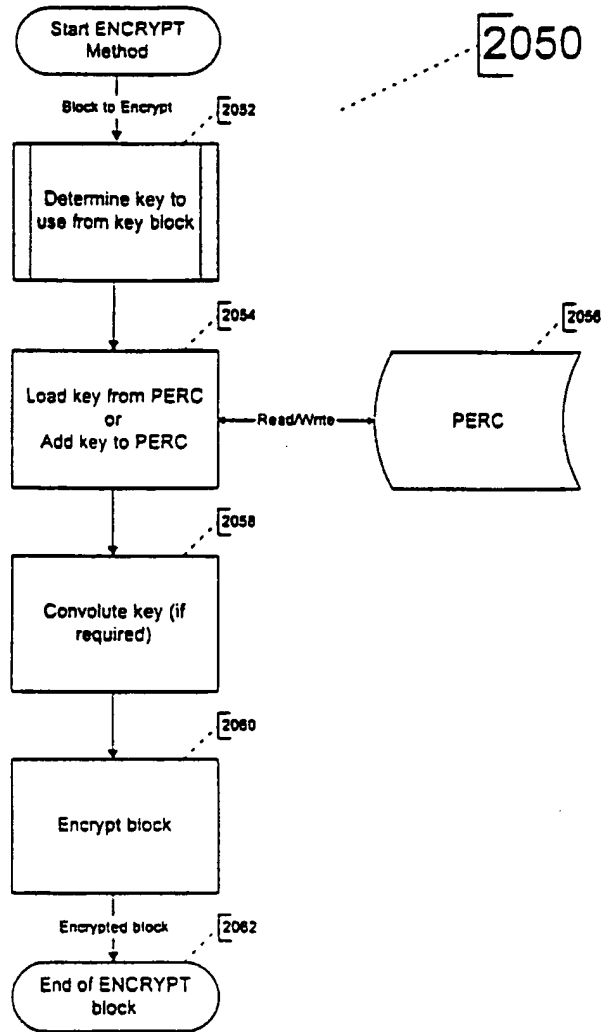 Start ENCRYPT
Method
2050
Block to Encrypt
2052
Determine key to
use from key block
2054
2056
Load key from PERC
or
Add key to PERC
Read/Write
PERC
2058
Convolute key (if
required)
2060
Encrypt block
Encrypted block
2062
End of ENCRYPT
block